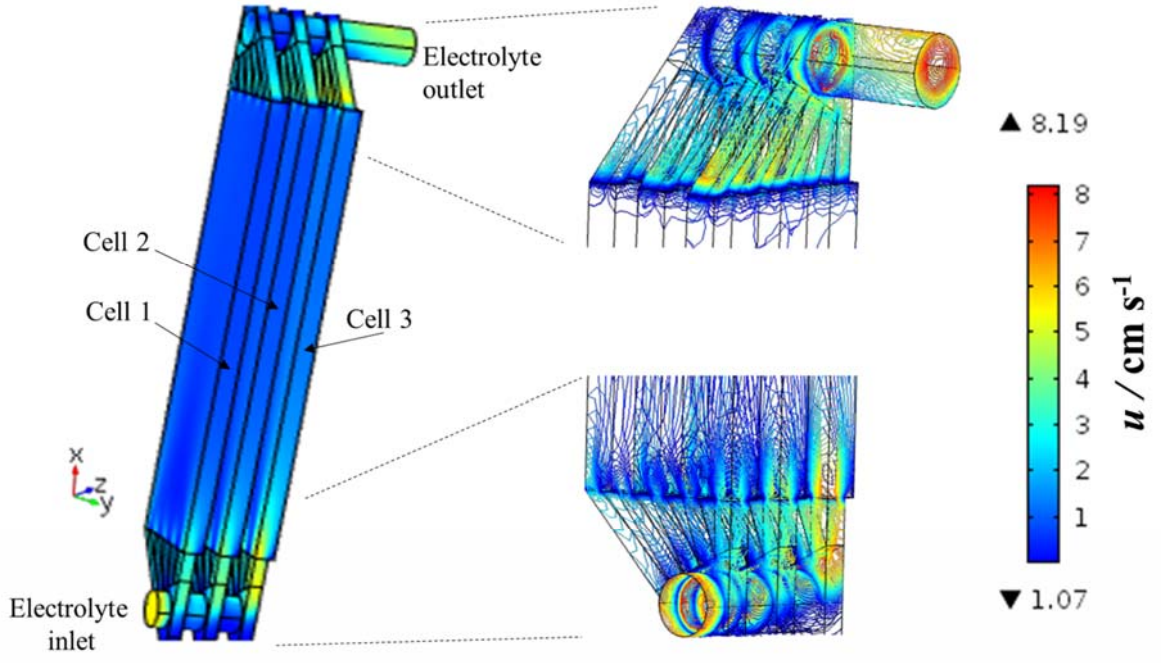 Electrolyte
outlet
▲ 8.19
8
7
6
5
4
3
2
1
u / cm s⁻¹
▼ 1.07
Cell 2
Cell 1
Cell 3
x
z
y
Electrolyte
inlet